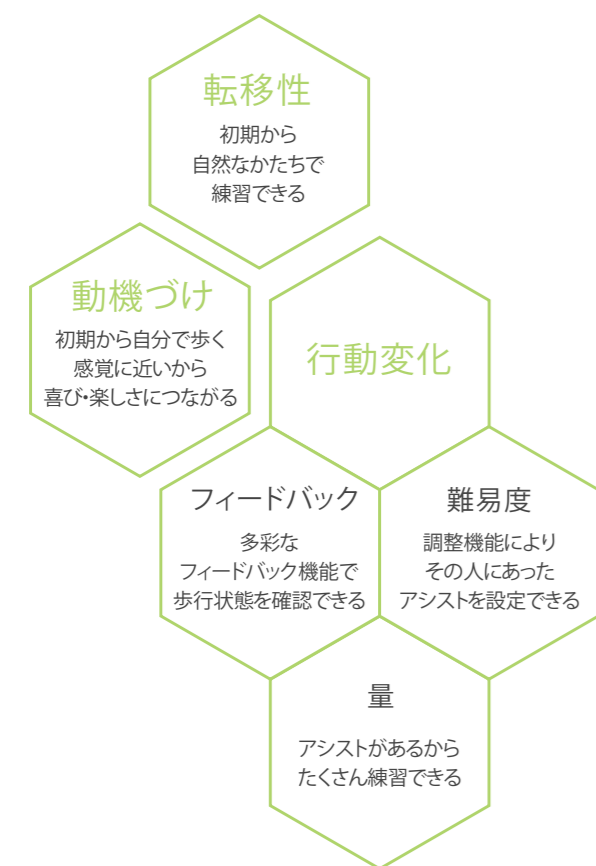 転移性
初期から
自然なかたちで
練習できる
動機づけ
初期から自分で歩く
感覚に近いから
喜び・楽しさにつながる
行動変化
フィードバック
多彩な
フィードバック機能で
歩行状態を確認できる
難易度
調整機能により
その人にあった
アシストを設定できる
量
アシストがあるから
たくさん練習できる